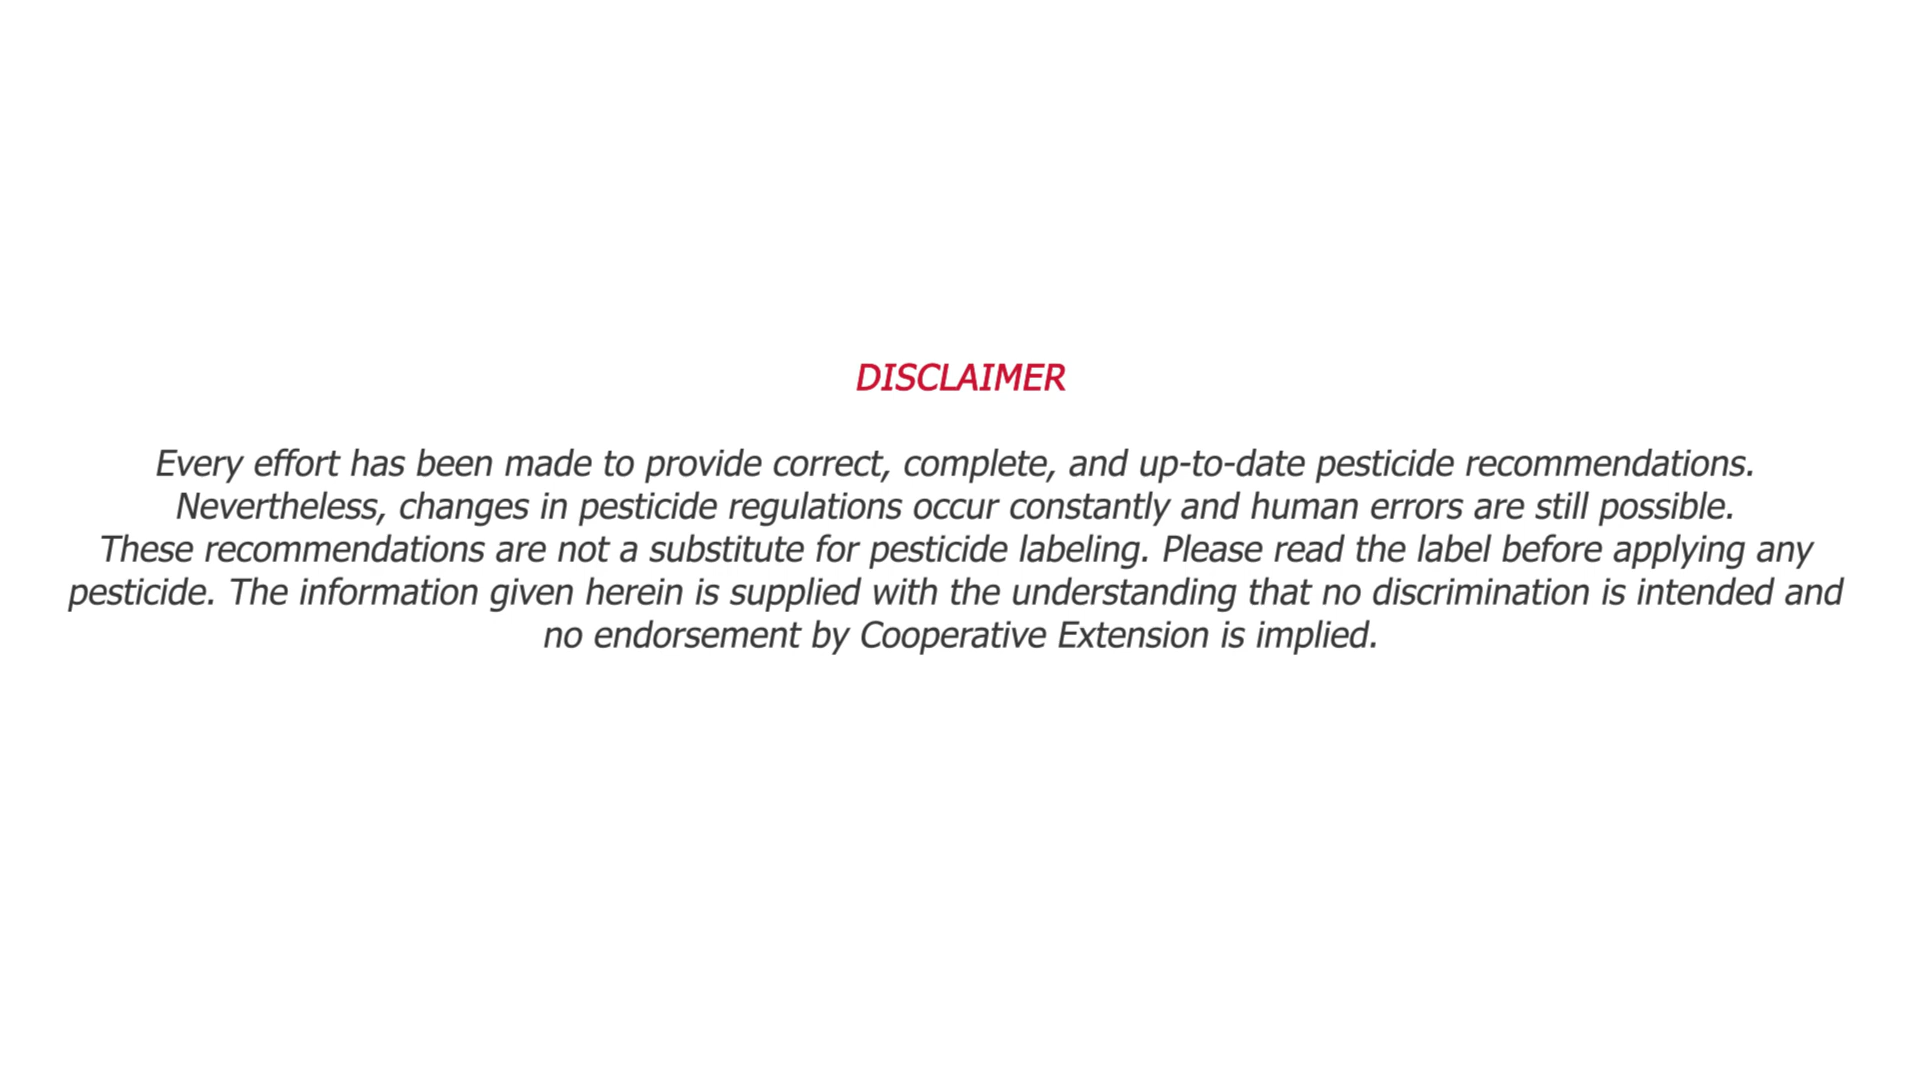 DISCLAIMER
Every effort has been made to provide correct, complete, and up-to-date pesticide recommendations.
Nevertheless, changes in pesticide regulations occur constantly and human errors are still possible.
These recommendations are not a substitute for pesticide labeling. Please read the label before applying any
pesticide. The information given herein is supplied with the understanding that no discrimination is intended and
no endorsement by Cooperative Extension is implied.